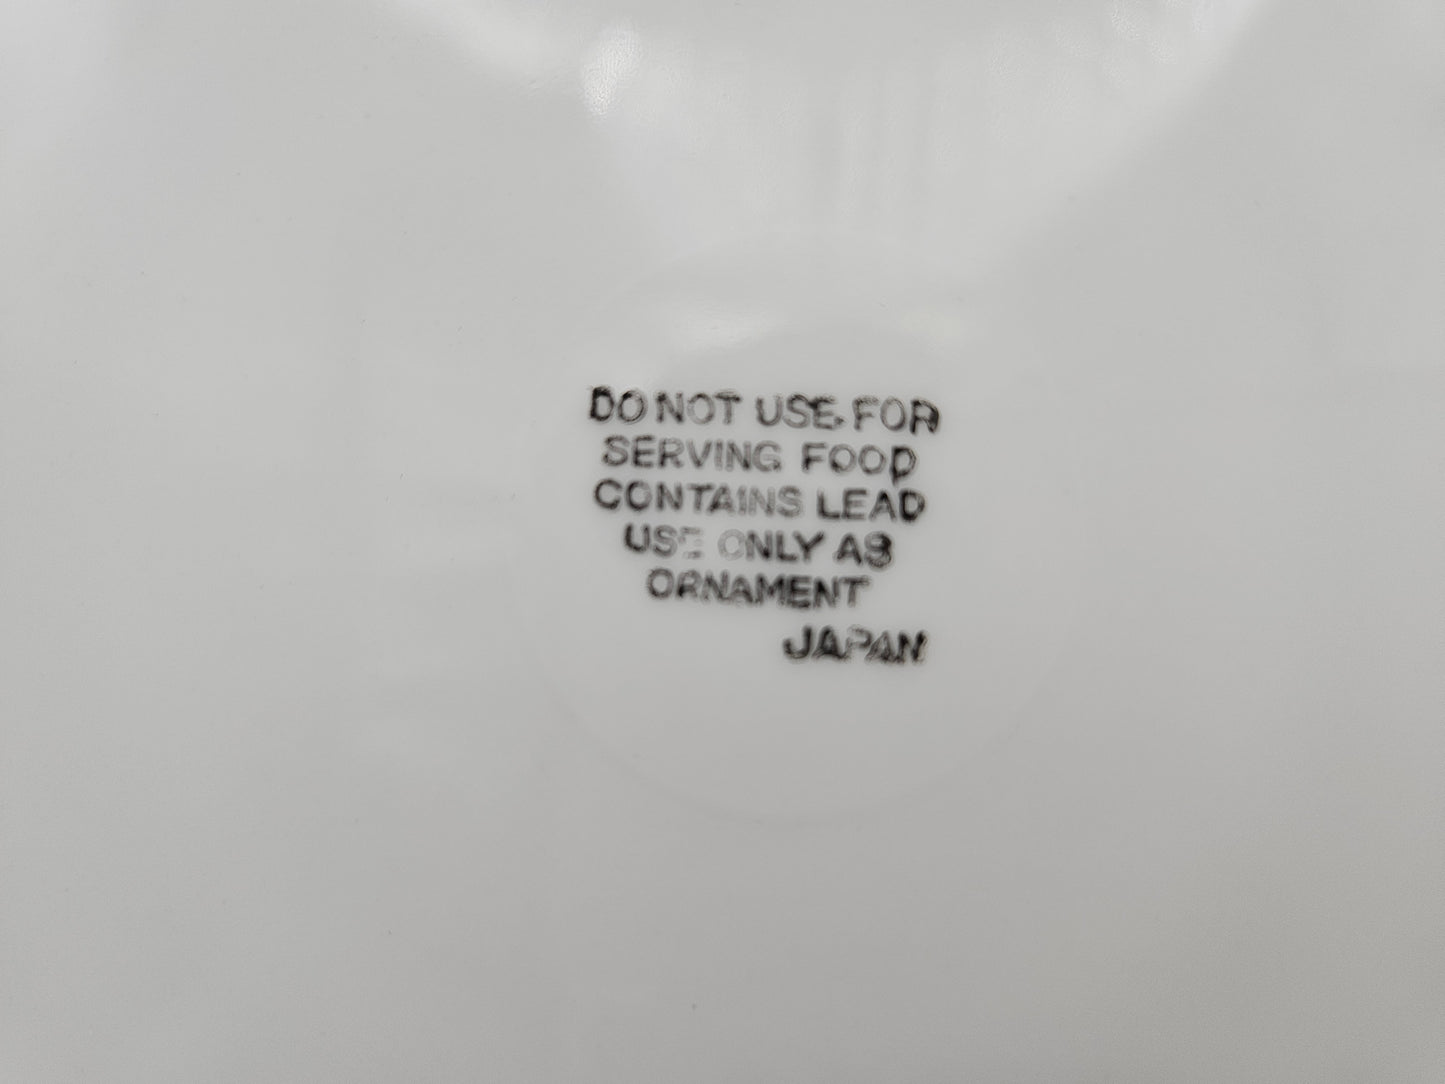 DO NOT USE FOR
SERVING FOOD
CONTAINS LEAD
USE ONLY AS
ORNAMENT
JAPAN